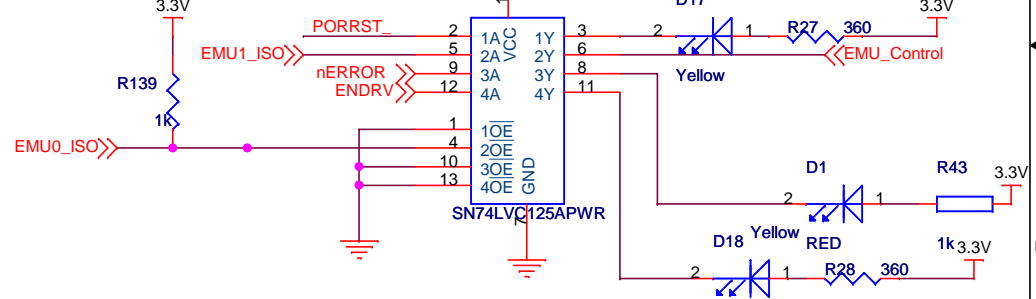 3.3V
D17
3.3V
PORRST_
2
1A
VCC
1Y
3
2
1
R27
360
EMU1_ISO
5
2A
2Y
6
EMU_Control
nERROR
9
3A
3Y
8
Yellow
ENDRV
12
4A
4Y
11
R139
1k
1
1OE
EMU0_ISO
4
2OE
10
3OE
13
4OE
GND
D1
R43
3.3V
2
1
SN74LVC125APWR
7
Yellow
D18
RED
1k
3.3V
2
1
R28
360